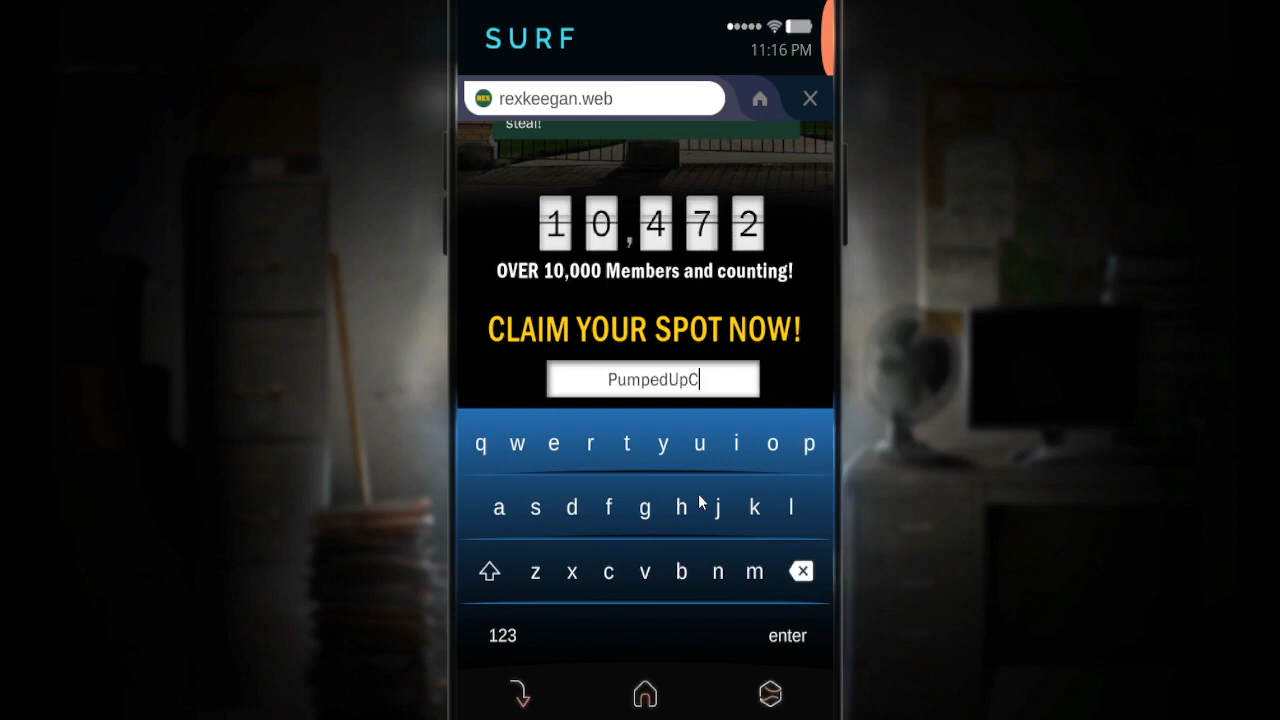 SURF
11:16 PM
REX rexkeegan.web
steal!
10,472
OVER 10,000 Members and counting!
CLAIM YOUR SPOT NOW!
PumpedUpC
q w e r t y u i o p
a s d f g h j k l
z x c v b n m
123 enter